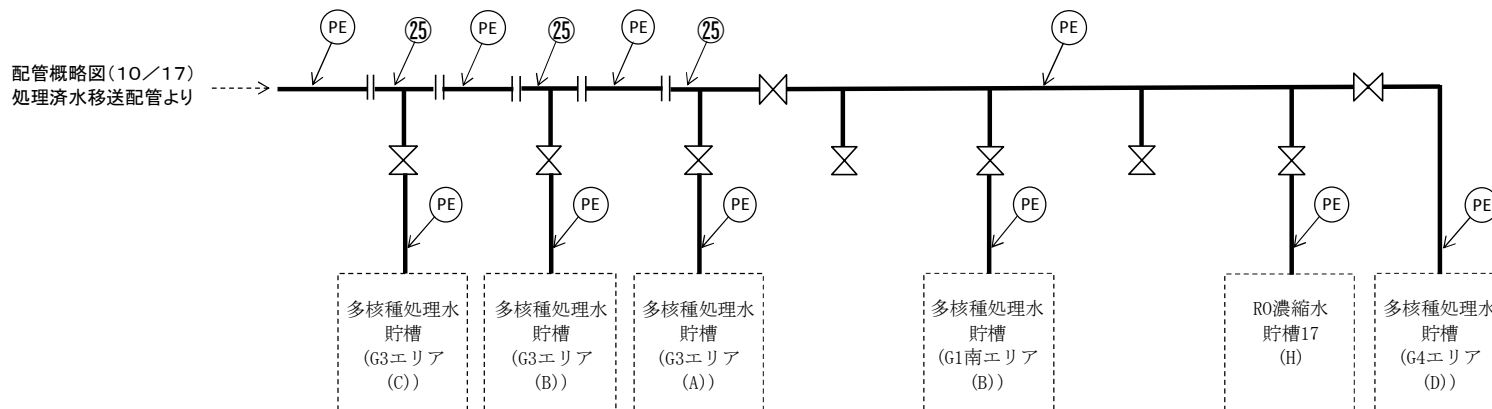 PE
㉕
PE
㉕
PE
㉕
PE
配管概略図(10／17)
処理済水移送配管より
PE
PE
PE
PE
PE
PE
多核種処理水
貯槽
(G3エリア
(C))
多核種処理水
貯槽
(G3エリア
(B))
多核種処理水
貯槽
(G3エリア
(A))
多核種処理水
貯槽
(G1南エリア
(B))
RO濃縮水
貯槽17
(H)
多核種処理水
貯槽
(G4エリア
(D))